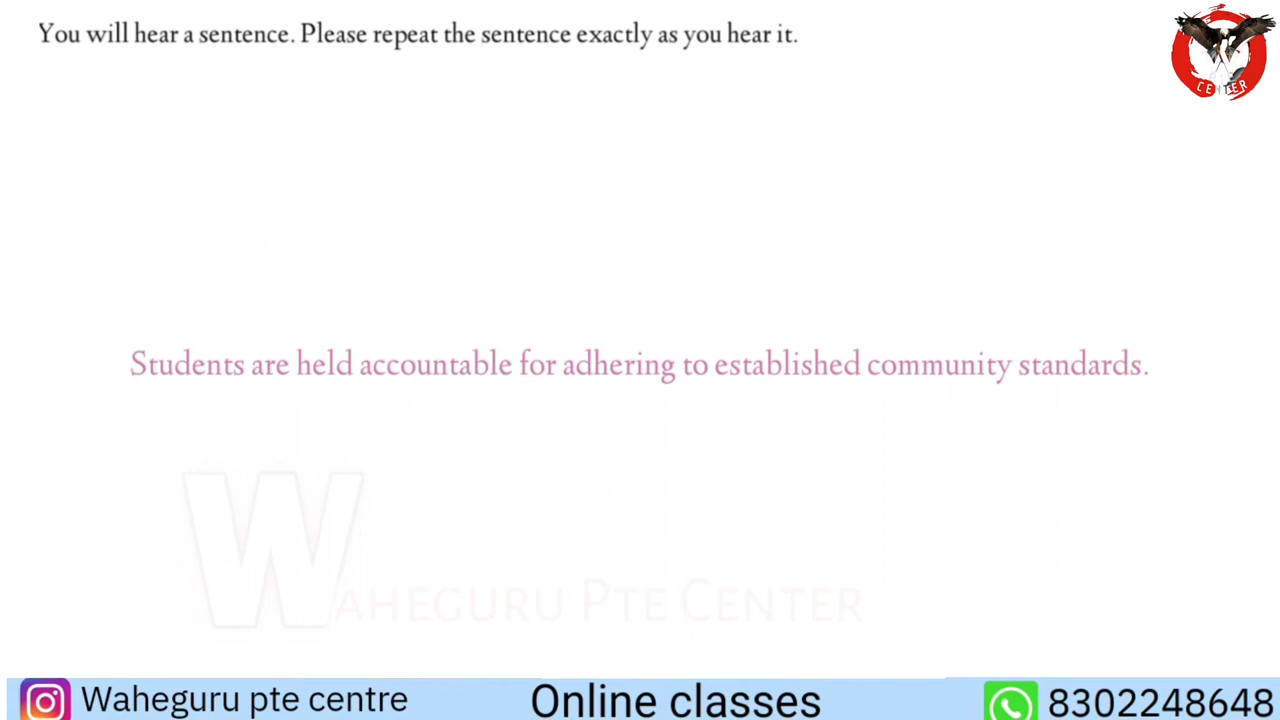 You will hear a sentence. Please repeat the sentence exactly as you hear it.
CENTER
Students are held accountable for adhering to established community standards.
WAHEGURU PTE CENTER
Waheguru pte centre
Online classes
8302248648